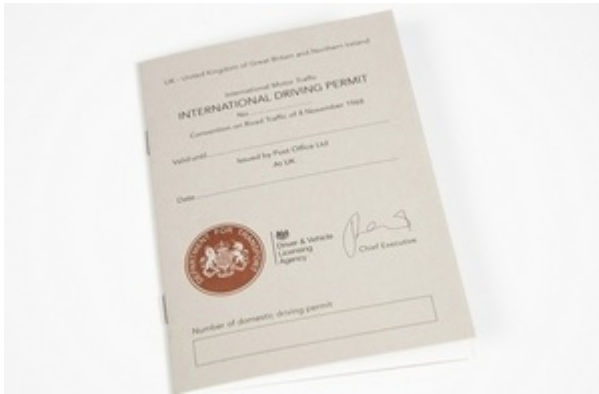 UK - United Kingdom of Great Britain and Northern Ireland
International Motor Traffic
INTERNATIONAL DRIVING PERMIT
No.
Convention on Road Traffic of 8 November 1968
Valid until
Issued by Post Office Ltd
At UK
Date
DEPARTMENT FOR TRANSPORT
Driver & Vehicle
Licensing
Agency
Chief Executive
Number of domestic driving permit